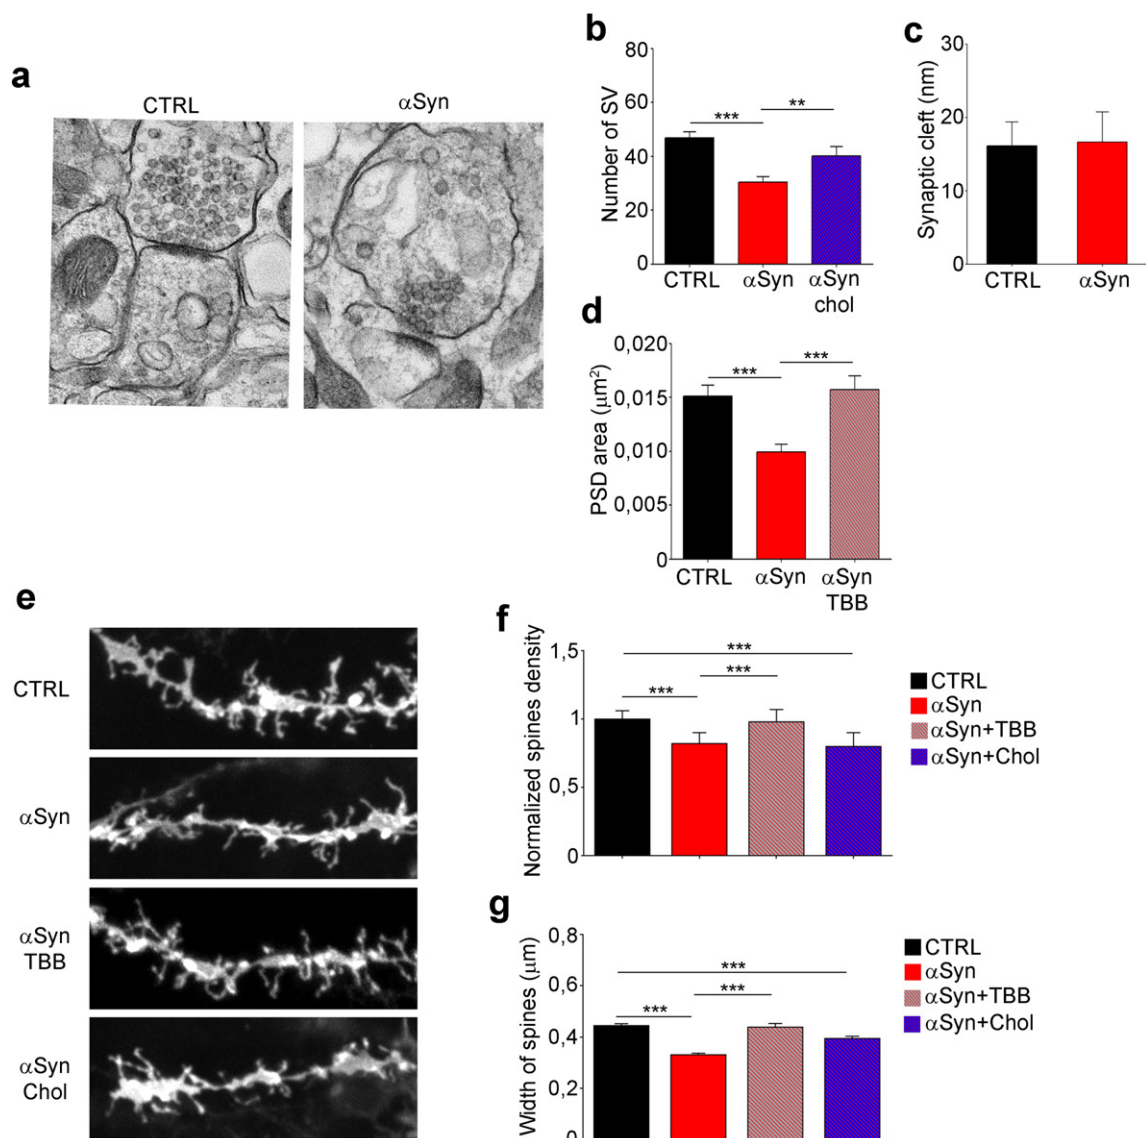 a
CTRL
αSyn
b
Number of SV
80
60
40
20
0
***
**
CTRL
αSyn
αSyn
chol
c
Synaptic cleft (nm)
30
20
10
0
CTRL
αSyn
d
PSD area (μm²)
0,020
0,015
0,010
0,005
0
***
***
CTRL
αSyn
αSyn
TBB
e
CTRL
αSyn
αSyn
TBB
αSyn
Chol
f
Normalized spines density
1,5
1
0,5
0
***
***
***
CTRL
αSyn
αSyn+TBB
αSyn+Chol
g
Width of spines (μm)
0,8
0,6
0,4
0,2
0
***
***
***
CTRL
αSyn
αSyn+TBB
αSyn+Chol